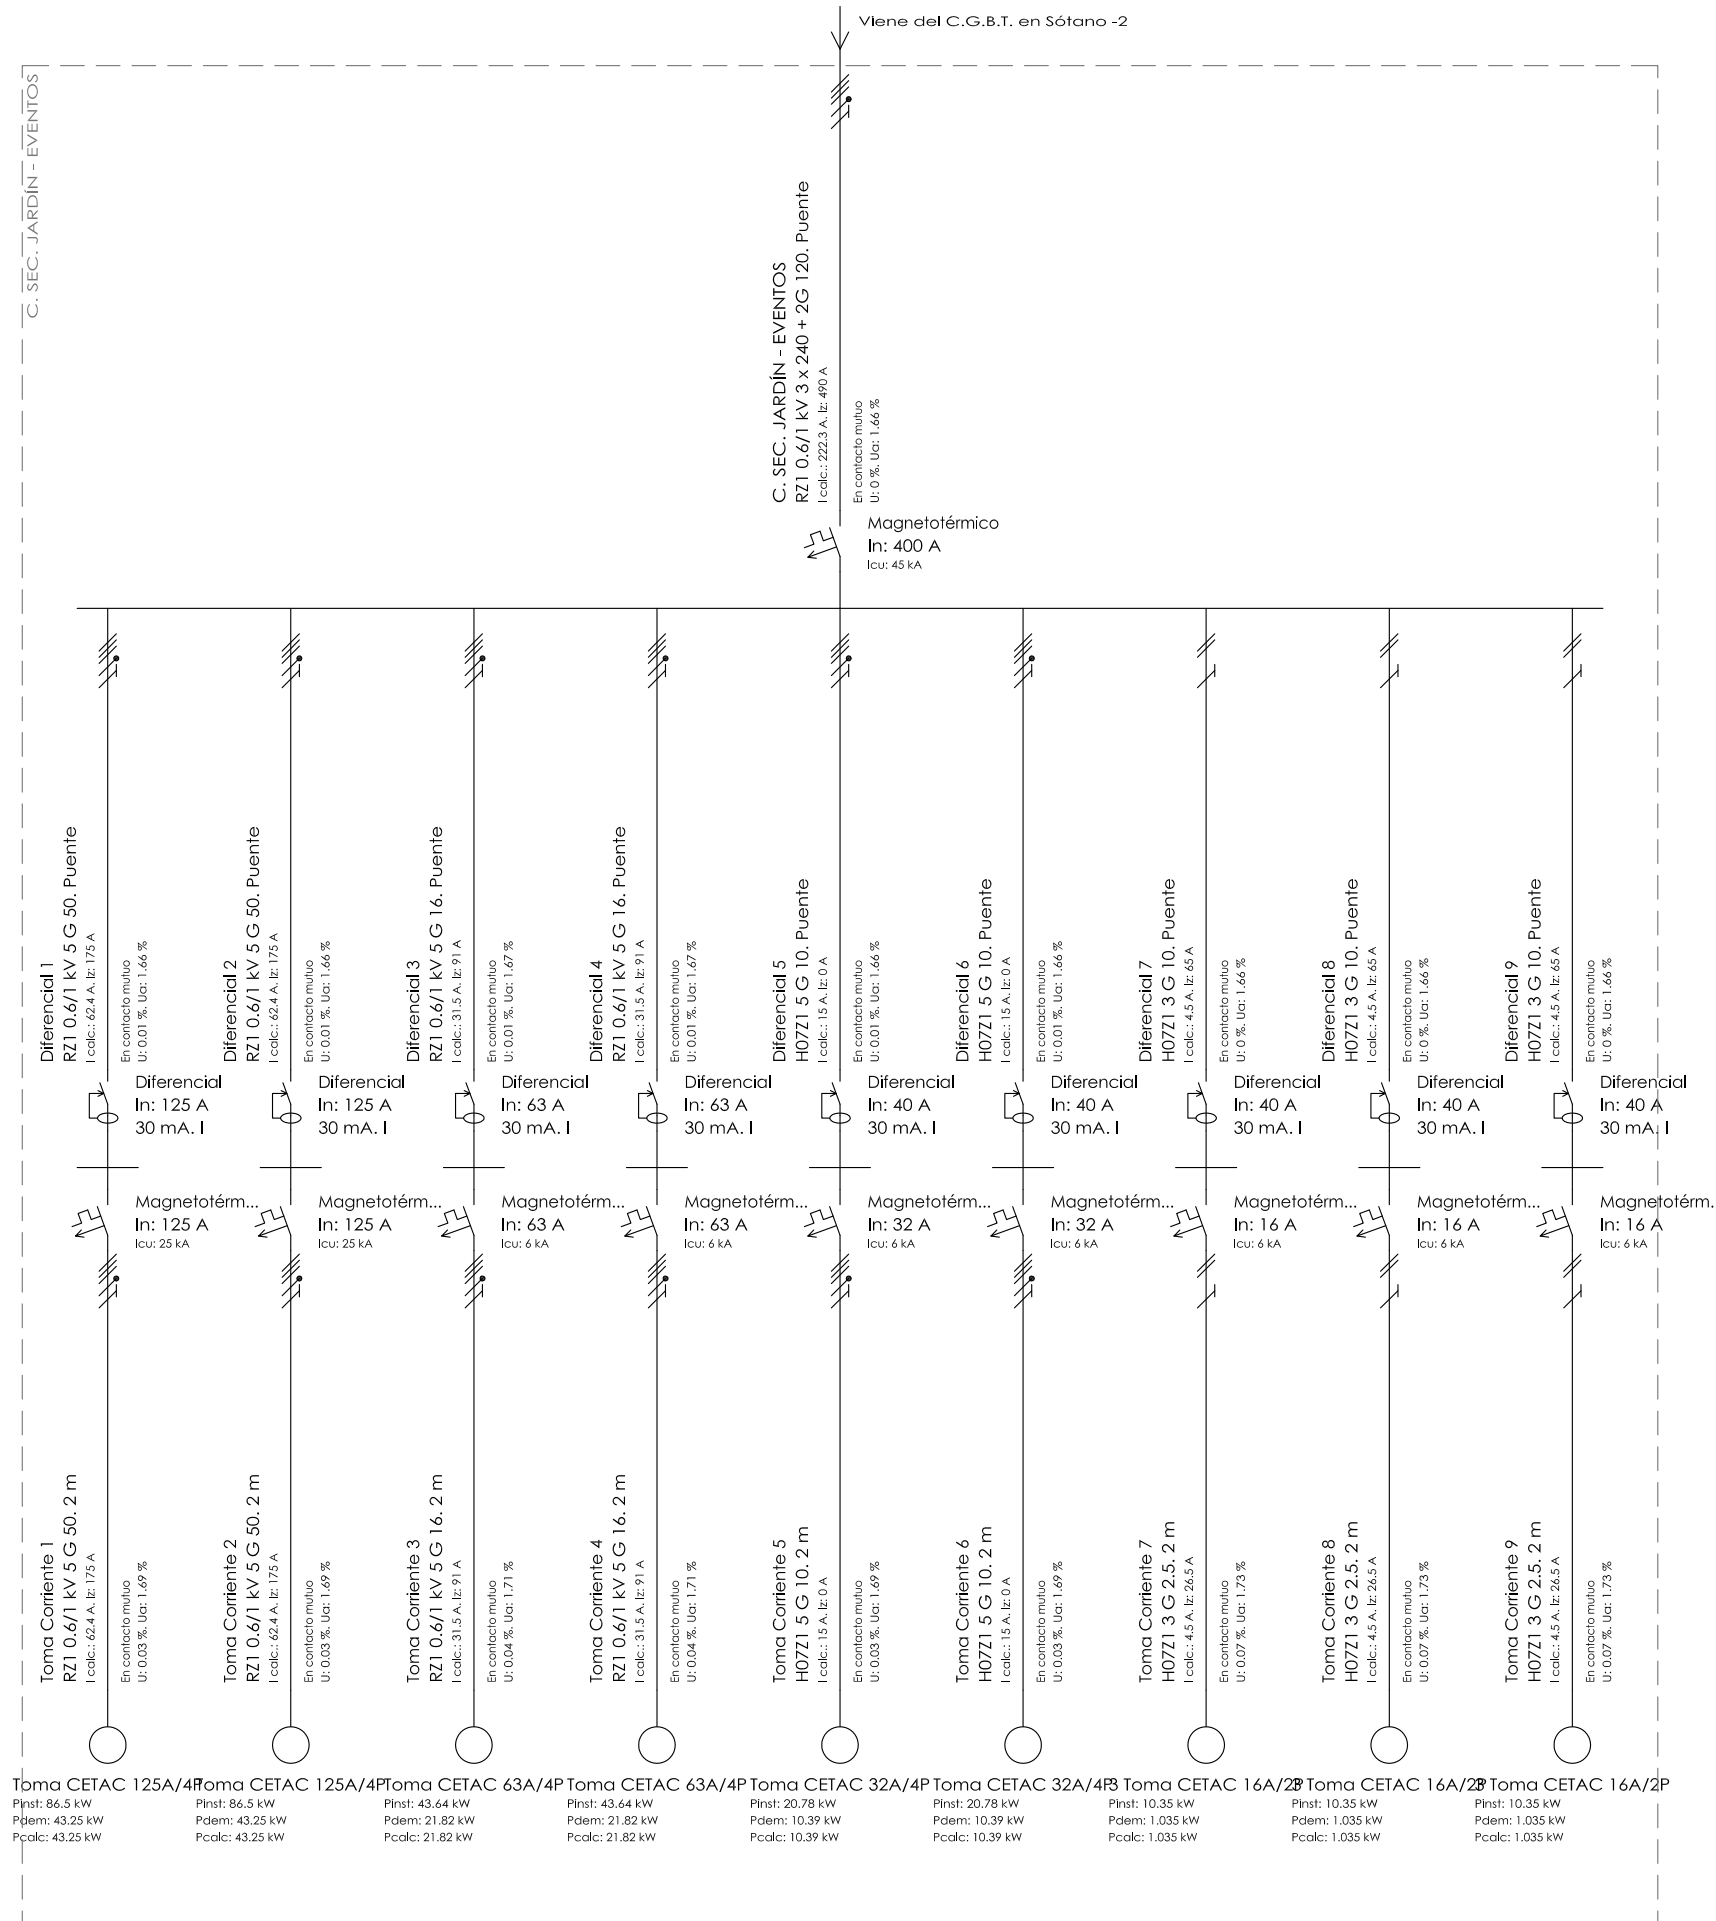 Viene del C.G.B.T. en Sótano -2
C. SEC. JARDÍN - EVENTOS
C. SEC. JARDÍN - EVENTOS
RZ1 0.6/1 kV 3 x 240 + 2G 120. Puente
I calc.: 222.3 A. Iz: 490 A
En contacto mutuo
U: 0 %. Ua: 1.66 %
Magnetotérmico
In: 400 A
Icu: 45 kA
Diferencial 1
RZ1 0.6/1 kV 5 G 50. Puente
I calc.: 62.4 A. Iz: 175 A
En contacto mutuo
U: 0.01 %. Ua: 1.66 %
Diferencial 2
RZ1 0.6/1 kV 5 G 50. Puente
I calc.: 62.4 A. Iz: 175 A
En contacto mutuo
U: 0.01 %. Ua: 1.66 %
Diferencial 3
RZ1 0.6/1 kV 5 G 16. Puente
I calc.: 31.5 A. Iz: 91 A
En contacto mutuo
U: 0.01 %. Ua: 1.67 %
Diferencial 4
RZ1 0.6/1 kV 5 G 16. Puente
I calc.: 31.5 A. Iz: 91 A
En contacto mutuo
U: 0.01 %. Ua: 1.67 %
Diferencial 5
H07Z1 5 G 10. Puente
I calc.: 15 A. Iz: 0 A
En contacto mutuo
U: 0.01 %. Ua: 1.66 %
Diferencial 6
H07Z1 5 G 10. Puente
I calc.: 15 A. Iz: 0 A
En contacto mutuo
U: 0.01 %. Ua: 1.66 %
Diferencial 7
H07Z1 3 G 10. Puente
I calc.: 4.5 A. Iz: 65 A
En contacto mutuo
U: 0 %. Ua: 1.66 %
Diferencial 8
H07Z1 3 G 10. Puente
I calc.: 4.5 A. Iz: 65 A
En contacto mutuo
U: 0 %. Ua: 1.66 %
Diferencial 9
H07Z1 3 G 10. Puente
I calc.: 4.5 A. Iz: 65 A
En contacto mutuo
U: 0 %. Ua: 1.66 %
Diferencial
In: 125 A
30 mA. I
Diferencial
In: 125 A
30 mA. I
Diferencial
In: 63 A
30 mA. I
Diferencial
In: 63 A
30 mA. I
Diferencial
In: 40 A
30 mA. I
Diferencial
In: 40 A
30 mA. I
Diferencial
In: 40 A
30 mA. I
Diferencial
In: 40 A
30 mA. I
Diferencial
In: 40 A
30 mA. I
Magnetotérm...
In: 125 A
Icu: 25 kA
Magnetotérm...
In: 125 A
Icu: 25 kA
Magnetotérm...
In: 63 A
Icu: 6 kA
Magnetotérm...
In: 63 A
Icu: 6 kA
Magnetotérm...
In: 32 A
Icu: 6 kA
Magnetotérm...
In: 32 A
Icu: 6 kA
Magnetotérm...
In: 16 A
Icu: 6 kA
Magnetotérm...
In: 16 A
Icu: 6 kA
Magnetotérm.
In: 16 A
Icu: 6 kA
Toma Corriente 1
RZ1 0.6/1 kV 5 G 50. 2 m
I calc.: 62.4 A. Iz: 175 A
En contacto mutuo
U: 0.03 %. Ua: 1.69 %
Toma Corriente 2
RZ1 0.6/1 kV 5 G 50. 2 m
I calc.: 62.4 A. Iz: 175 A
En contacto mutuo
U: 0.03 %. Ua: 1.69 %
Toma Corriente 3
RZ1 0.6/1 kV 5 G 16. 2 m
I calc.: 31.5 A. Iz: 91 A
En contacto mutuo
U: 0.04 %. Ua: 1.71 %
Toma Corriente 4
RZ1 0.6/1 kV 5 G 16. 2 m
I calc.: 31.5 A. Iz: 91 A
En contacto mutuo
U: 0.04 %. Ua: 1.71 %
Toma Corriente 5
H07Z1 5 G 10. 2 m
I calc.: 15 A. Iz: 0 A
En contacto mutuo
U: 0.03 %. Ua: 1.69 %
Toma Corriente 6
H07Z1 5 G 10. 2 m
I calc.: 15 A. Iz: 0 A
En contacto mutuo
U: 0.03 %. Ua: 1.69 %
Toma Corriente 7
H07Z1 3 G 2.5. 2 m
I calc.: 4.5 A. Iz: 26.5 A
En contacto mutuo
U: 0.07 %. Ua: 1.73 %
Toma Corriente 8
H07Z1 3 G 2.5. 2 m
I calc.: 4.5 A. Iz: 26.5 A
En contacto mutuo
U: 0.07 %. Ua: 1.73 %
Toma Corriente 9
H07Z1 3 G 2.5. 2 m
I calc.: 4.5 A. Iz: 26.5 A
En contacto mutuo
U: 0.07 %. Ua: 1.73 %
Toma CETAC 125A/4P
Pinst: 86.5 kW
Pdem: 43.25 kW
Pcalc: 43.25 kW
Toma CETAC 125A/4P
Pinst: 86.5 kW
Pdem: 43.25 kW
Pcalc: 43.25 kW
Toma CETAC 63A/4P
Pinst: 43.64 kW
Pdem: 21.82 kW
Pcalc: 21.82 kW
Toma CETAC 63A/4P
Pinst: 43.64 kW
Pdem: 21.82 kW
Pcalc: 21.82 kW
Toma CETAC 32A/4P
Pinst: 20.78 kW
Pdem: 10.39 kW
Pcalc: 10.39 kW
Toma CETAC 32A/4P
Pinst: 20.78 kW
Pdem: 10.39 kW
Pcalc: 10.39 kW
3 Toma CETAC 16A/2P
Pinst: 10.35 kW
Pdem: 1.035 kW
Pcalc: 1.035 kW
3 Toma CETAC 16A/2P
Pinst: 10.35 kW
Pdem: 1.035 kW
Pcalc: 1.035 kW
3 Toma CETAC 16A/2P
Pinst: 10.35 kW
Pdem: 1.035 kW
Pcalc: 1.035 kW